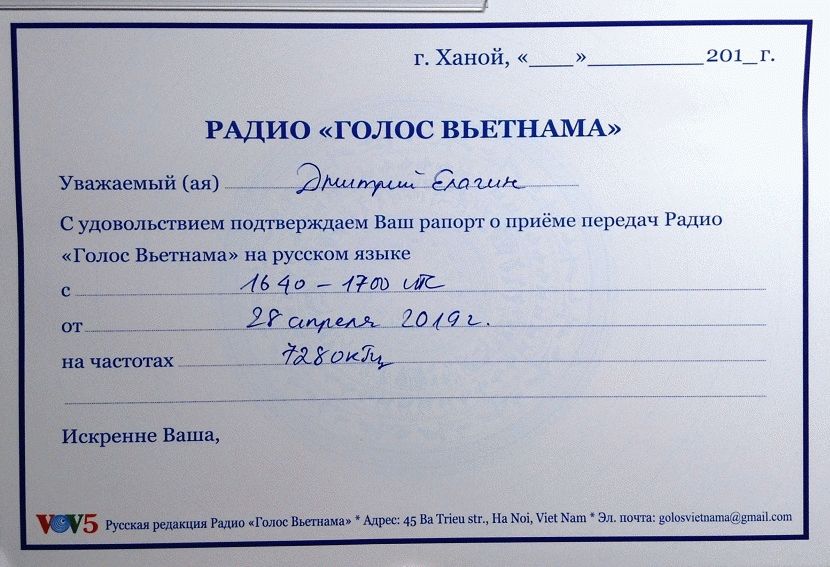 г. Ханой, «____»___________201_г.
РАДИО «ГОЛОС ВЬЕТНАМА»
Уважаемый (ая) Дмитрий Елагин
С удовольствием подтверждаем Ваш рапорт о приёме передач Радио
«Голос Вьетнама» на русском языке
с 1640 – 1700 UTC
от 28 апреля 2019 г.
на частотах 7280 кГц
Искренне Ваша,
VOV5 Русская редакция Радио «Голос Вьетнама» * Адрес: 45 Ba Trieu str., Ha Noi, Viet Nam * Эл. почта: golosvietnama@gmail.com